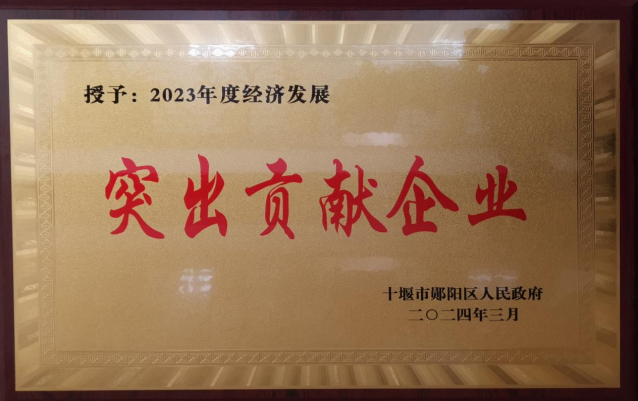 授予：2023年度经济发展
突出贡献企业
十堰市郧阳区人民政府
二〇二四年三月